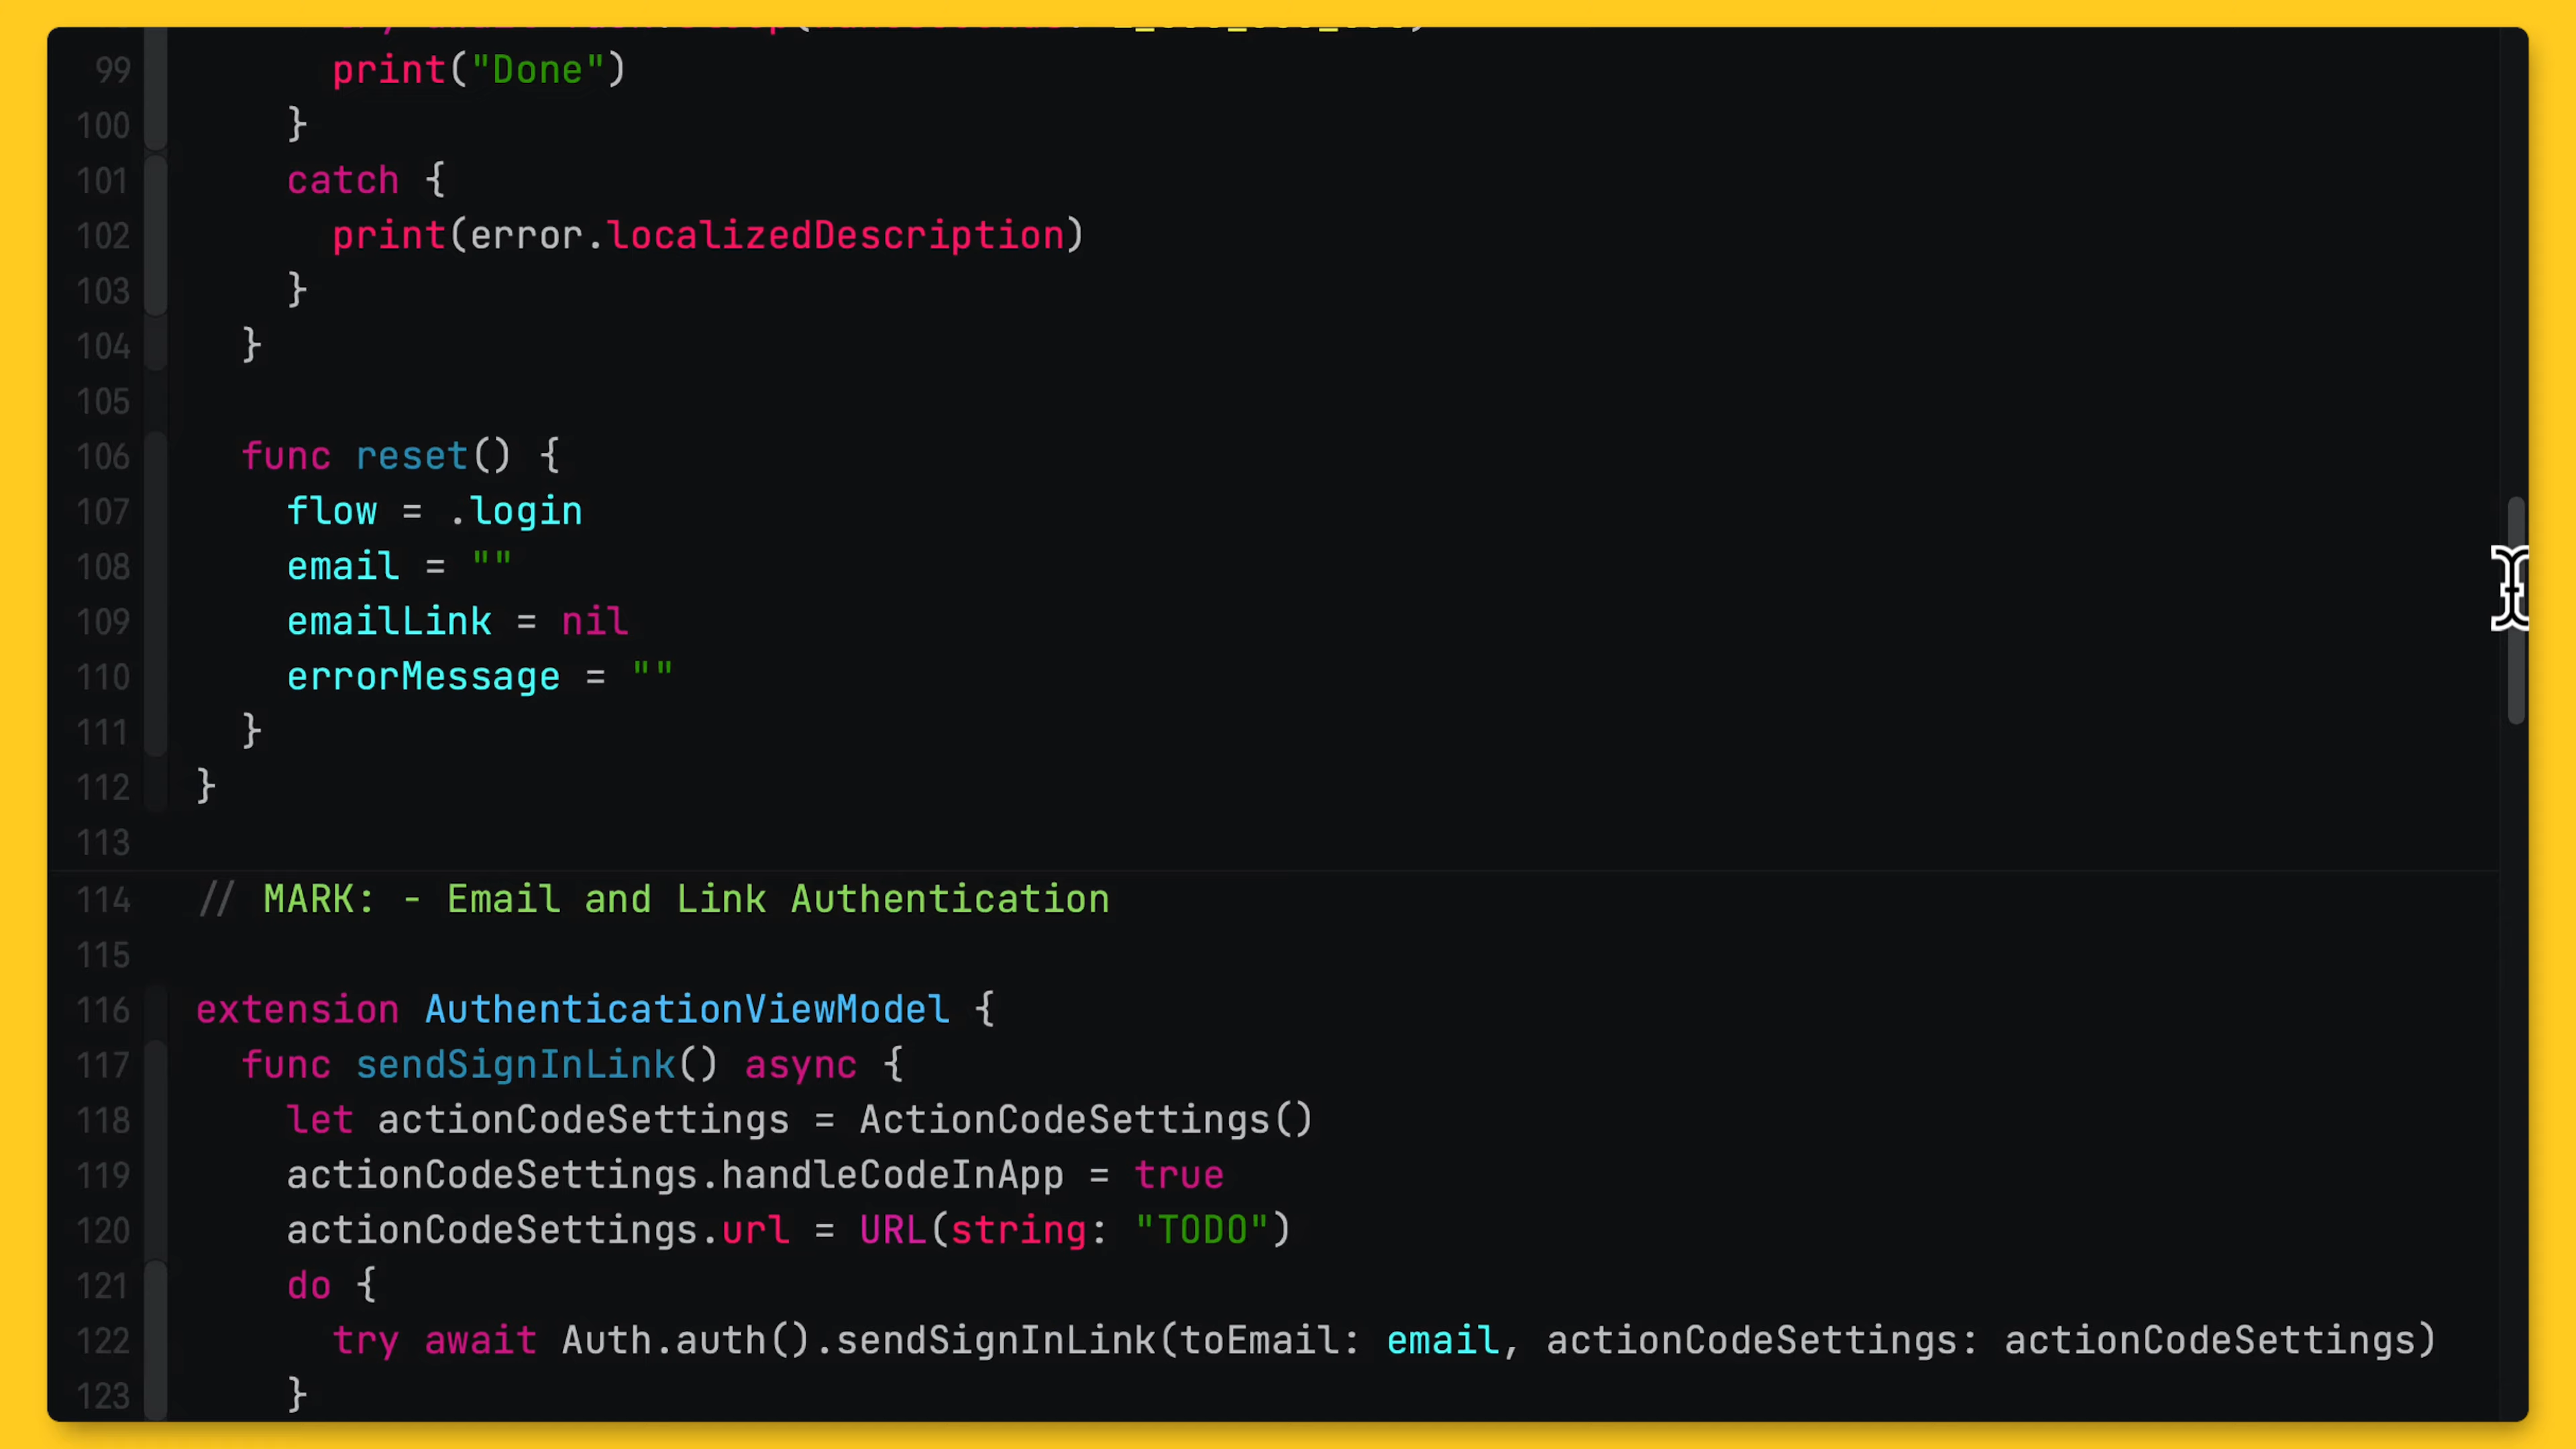 99 print("Done")
100 }
101 catch {
102 print(error.localizedDescription)
103 }
104 }
105
106 func reset() {
107 flow = .login
108 email = ""
109 emailLink = nil
110 errorMessage = ""
111 }
112 }
113
114 // MARK: - Email and Link Authentication
115
116 extension AuthenticationViewModel {
117 func sendSignInLink() async {
118 let actionCodeSettings = ActionCodeSettings()
119 actionCodeSettings.handleCodeInApp = true
120 actionCodeSettings.url = URL(string: "TODO")
121 do {
122 try await Auth.auth().sendSignInLink(toEmail: email, actionCodeSettings: actionCodeSettings)
123 }